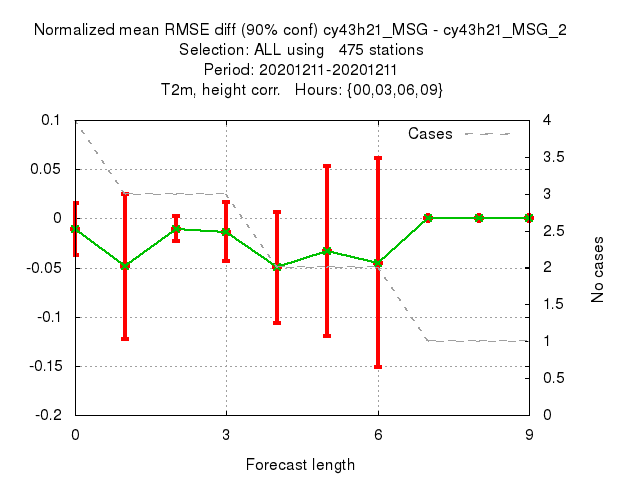 Normalized mean RMSE diff (90% conf) cy43h21_MSG - cy43h21_MSG_2
Selection: ALL using   475 stations
Period: 20201211-20201211
T2m, height corr.   Hours: {00,03,06,09}
Cases
0.1
0.05
0
-0.05
-0.1
-0.15
-0.2
4
3.5
3
2.5
2
1.5
1
0.5
0
No cases
0 3 6 9
Forecast length